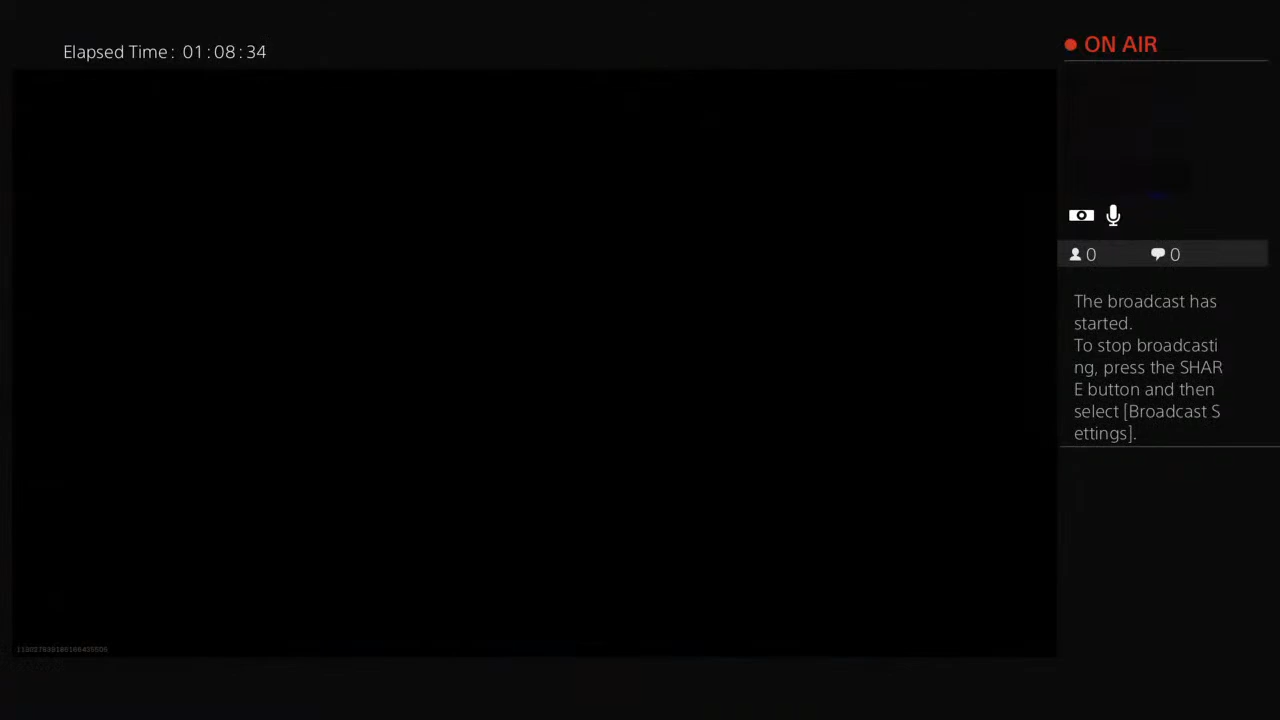 Elapsed Time: 01:08:34
ON AIR
0 0
The broadcast has
started.
To stop broadcasti
ng, press the SHAR
E button and then
select [Broadcast S
ettings].